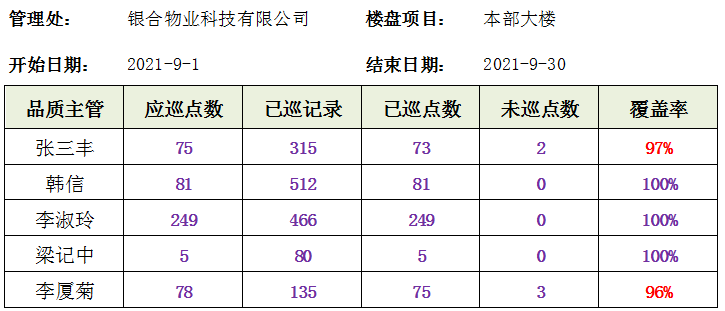 管理处： 银合物业科技有限公司 楼盘项目： 本部大楼
开始日期： 2021-9-1 结束日期： 2021-9-30
品质主管 应巡点数 已巡记录 已巡点数 未巡点数 覆盖率
张三丰 75 315 73 2 97%
韩信 81 512 81 0 100%
李淑玲 249 466 249 0 100%
梁记中 5 80 5 0 100%
李厦菊 78 135 75 3 96%